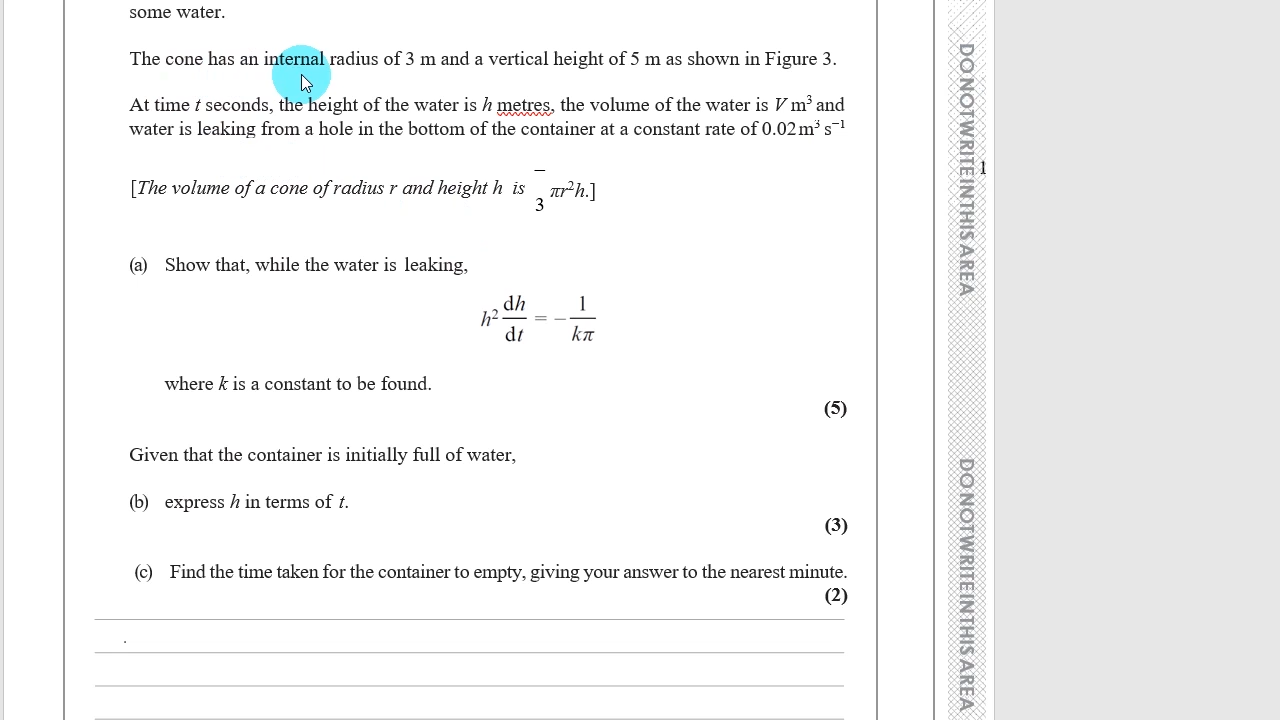 some water.
The cone has an internal radius of 3 m and a vertical height of 5 m as shown in Figure 3.
At time t seconds, the height of the water is h metres, the volume of the water is V m³ and
water is leaking from a hole in the bottom of the container at a constant rate of 0.02 m³ s⁻¹
1
[The volume of a cone of radius r and height h is ‾/3 πr²h.]
(a) Show that, while the water is leaking,
h² dh/dt = − 1/kπ
where k is a constant to be found.
(5)
Given that the container is initially full of water,
(b) express h in terms of t.
(3)
(c) Find the time taken for the container to empty, giving your answer to the nearest minute.
(2)
.
DO NOT WRITE IN THIS AREA
DO NOT WRITE IN THIS AREA